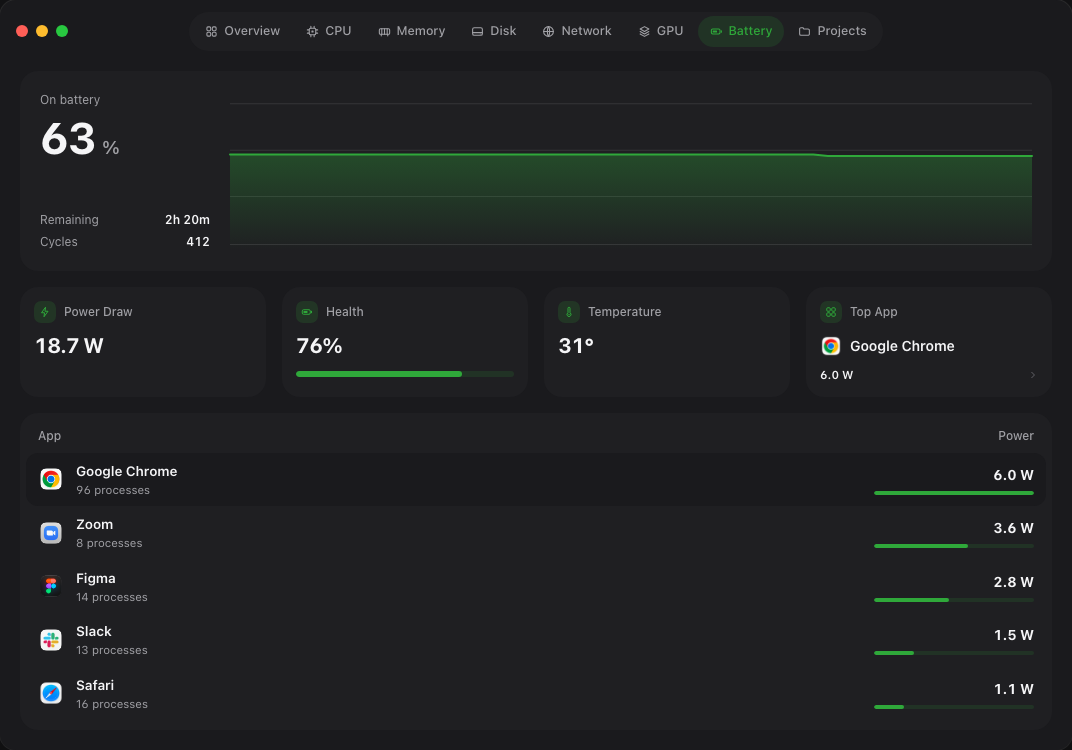 Overview CPU Memory Disk Network GPU Battery Projects
On battery
63 %
Remaining 2h 20m
Cycles 412
Power Draw
18.7 W
Health
76%
Temperature
31°
Top App
Google Chrome
6.0 W
App Power
Google Chrome
96 processes
6.0 W
Zoom
8 processes
3.6 W
Figma
14 processes
2.8 W
Slack
13 processes
1.5 W
Safari
16 processes
1.1 W